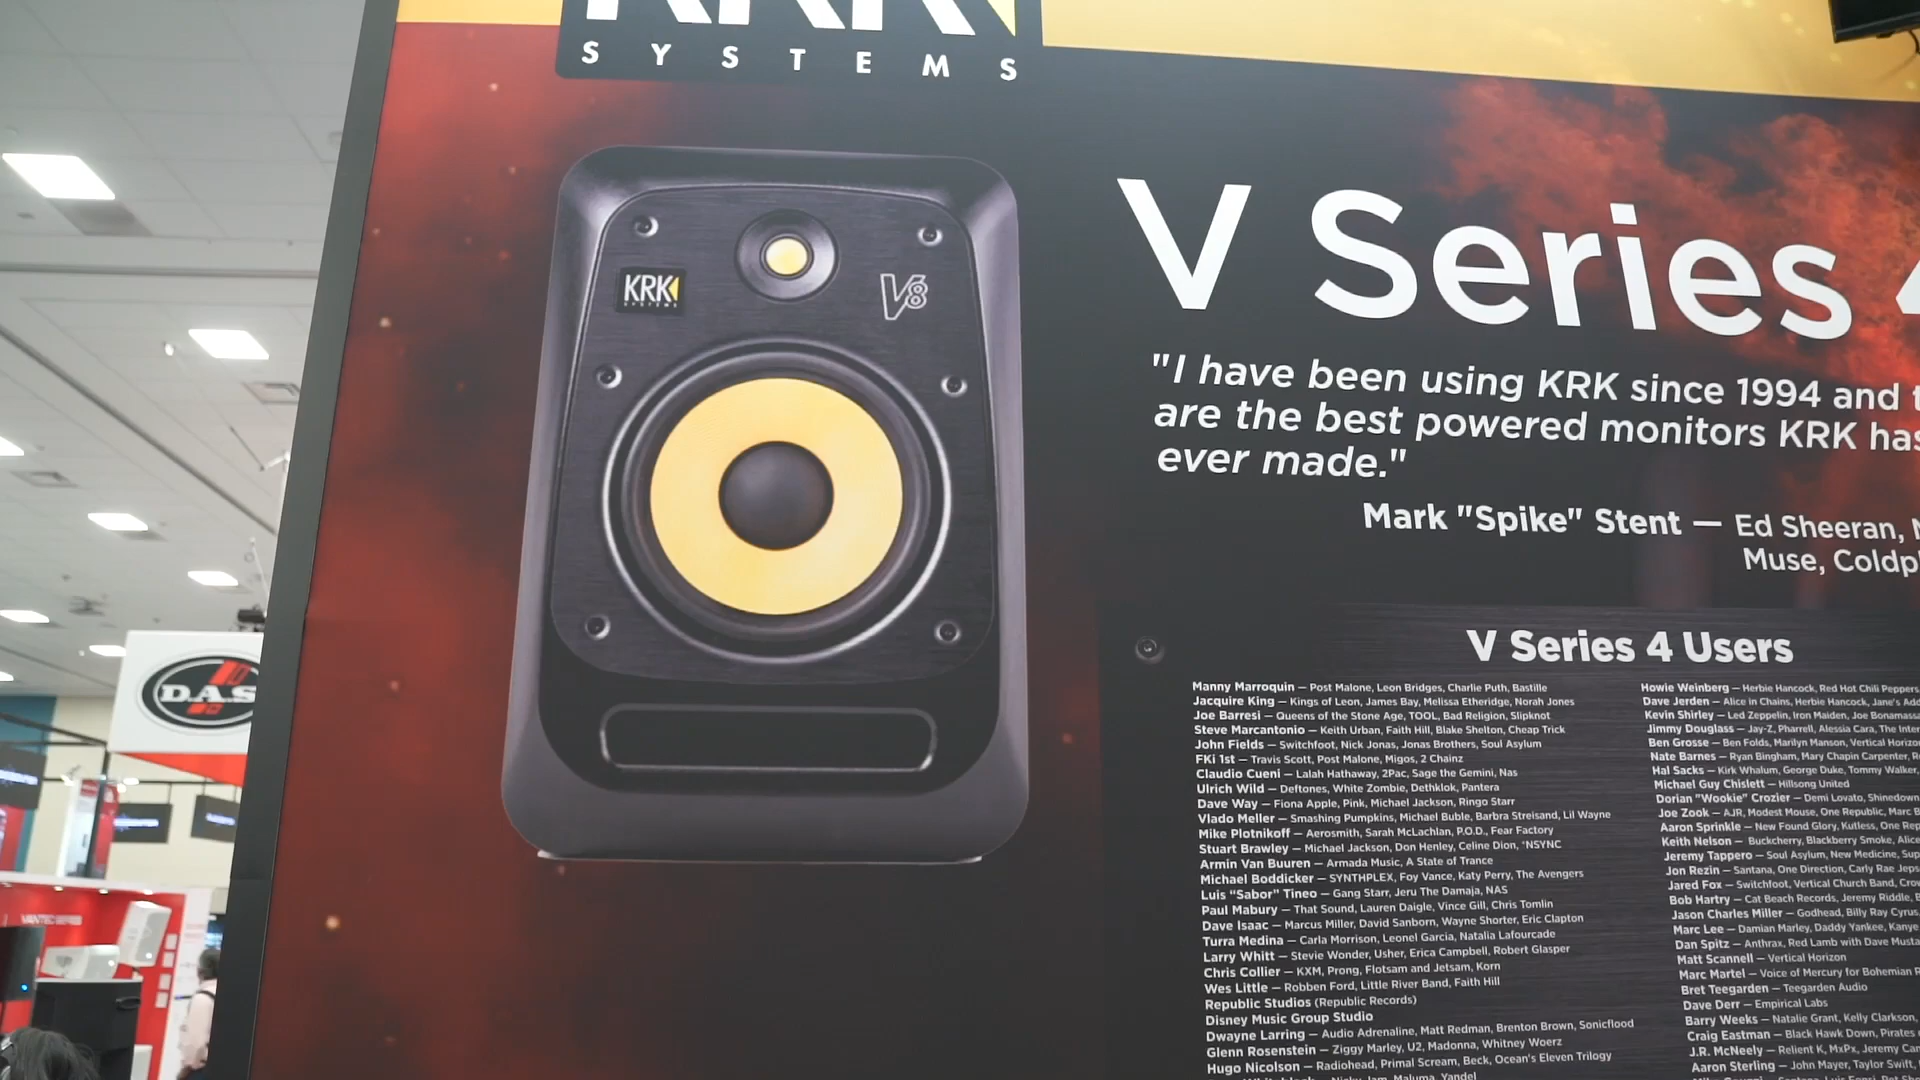 KRK
SYSTEMS
KRK
SYSTEMS
V8
V Series 4
"I have been using KRK since 1994 and
are the best powered monitors KRK has
ever made."
Mark "Spike" Stent — Ed Sheeran,
Muse,
V Series 4 Users
Manny Marroquin — Post Malone, Leon Bridges, Charlie Puth, Bastille
Jacquire King — Kings of Leon, James Bay, Melissa Etheridge, Norah Jones
Joe Barresi — Queens of the Stone Age, TOOL, Bad Religion, Slipknot
Steve Marcantonio — Keith Urban, Faith Hill, Blake Shelton, Cheap Trick
John Fields — Switchfoot, Nick Jonas, Jonas Brothers, Soul Asylum
FKi 1st — Travis Scott, Post Malone, Migos, 2 Chainz
Claudio Cueni — Lalah Hathaway, 2Pac, Sage the Gemini, Nas
Ulrich Wild — Deftones, White Zombie, Dethklok, Pantera
Dave Way — Fiona Apple, Pink, Michael Jackson, Ringo Starr
Vlado Meller — Smashing Pumpkins, Michael Buble, Barbra Streisand, Lil Wayne
Mike Plotnikoff — Aerosmith, Sarah McLachlan, P.O.D., Fear Factory
Stuart Brawley — Michael Jackson, Don Henley, Celine Dion, *NSYNC
Armin Van Buuren — Armada Music, A State of Trance
Michael Boddicker — SYNTHPLEX, Foy Vance, Katy Perry, The Avengers
Luis "Sabor" Tineo — Gang Starr, Jeru The Damaja, NAS
Paul Mabury — That Sound, Lauren Daigle, Vince Gill, Chris Tomlin
Dave Isaac — Marcus Miller, David Sanborn, Wayne Shorter, Eric Clapton
Turra Medina — Carla Morrison, Leonel Garcia, Natalia Lafourcade
Larry Whitt — Stevie Wonder, Usher, Erica Campbell, Robert Glasper
Chris Collier — KXM, Prong, Flotsam and Jetsam, Korn
Wes Little — Robben Ford, Little River Band, Faith Hill
Republic Studios (Republic Records)
Disney Music Group Studio
Dwayne Larring — Audio Adrenaline, Matt Redman, Brenton Brown, Sonicflood
Glenn Rosenstein — Ziggy Marley, U2, Madonna, Whitney Woerz
Hugo Nicolson — Radiohead, Primal Scream, Beck, Ocean's Eleven Trilogy
Nicky Jam, Maluma, Yandel
Howie Weinberg — Herbie Hancock, Red Hot Chili Peppers,
Dave Jerden — Alice in Chains, Herbie Hancock, Jane's
Kevin Shirley — Led Zeppelin, Iron Maiden, Joe
Jimmy Douglass — Jay-Z, Pharrell, Alessia Cara, The
Ben Grosse — Ben Folds, Marilyn Manson, Vertical
Nate Barnes — Ryan Bingham, Mary Chapin Carpenter,
Hal Sacks — Kirk Whalum, George Duke, Tommy Walker,
Michael Guy Chislett — Hillsong United
Dorian "Wookie" Crozier — Demi Lovato, Shinedown,
Joe Zook — AJR, Modest Mouse, One Republic, Marc
Aaron Sprinkle — New Found Glory, Kutless, One
Keith Nelson — Buckcherry, Blackberry Smoke,
Jeremy Tappero — Soul Asylum, New Medicine,
Jon Rezin — Santana, One Direction, Carly Rae
Jared Fox — Switchfoot, Vertical Church Band,
Bob Hartry — Cat Beach Records, Jeremy Riddle,
Jason Charles Miller — Godhead, Billy Ray Cyrus,
Marc Lee — Damian Marley, Daddy Yankee,
Dan Spitz — Anthrax, Red Lamb with Dave
Matt Scannell — Vertical Horizon
Marc Martel — Voice of Mercury for Bohemian
Bret Teegarden — Teegarden Audio
Dave Derr — Empirical Labs
Barry Weeks — Natalie Grant, Kelly Clarkson,
Craig Eastman — Black Hawk Down, Pirates
J.R. McNeely — Relient K, MxPx, Jeremy
Aaron Sterling — John Mayer, Taylor Swift,
D.A.S.